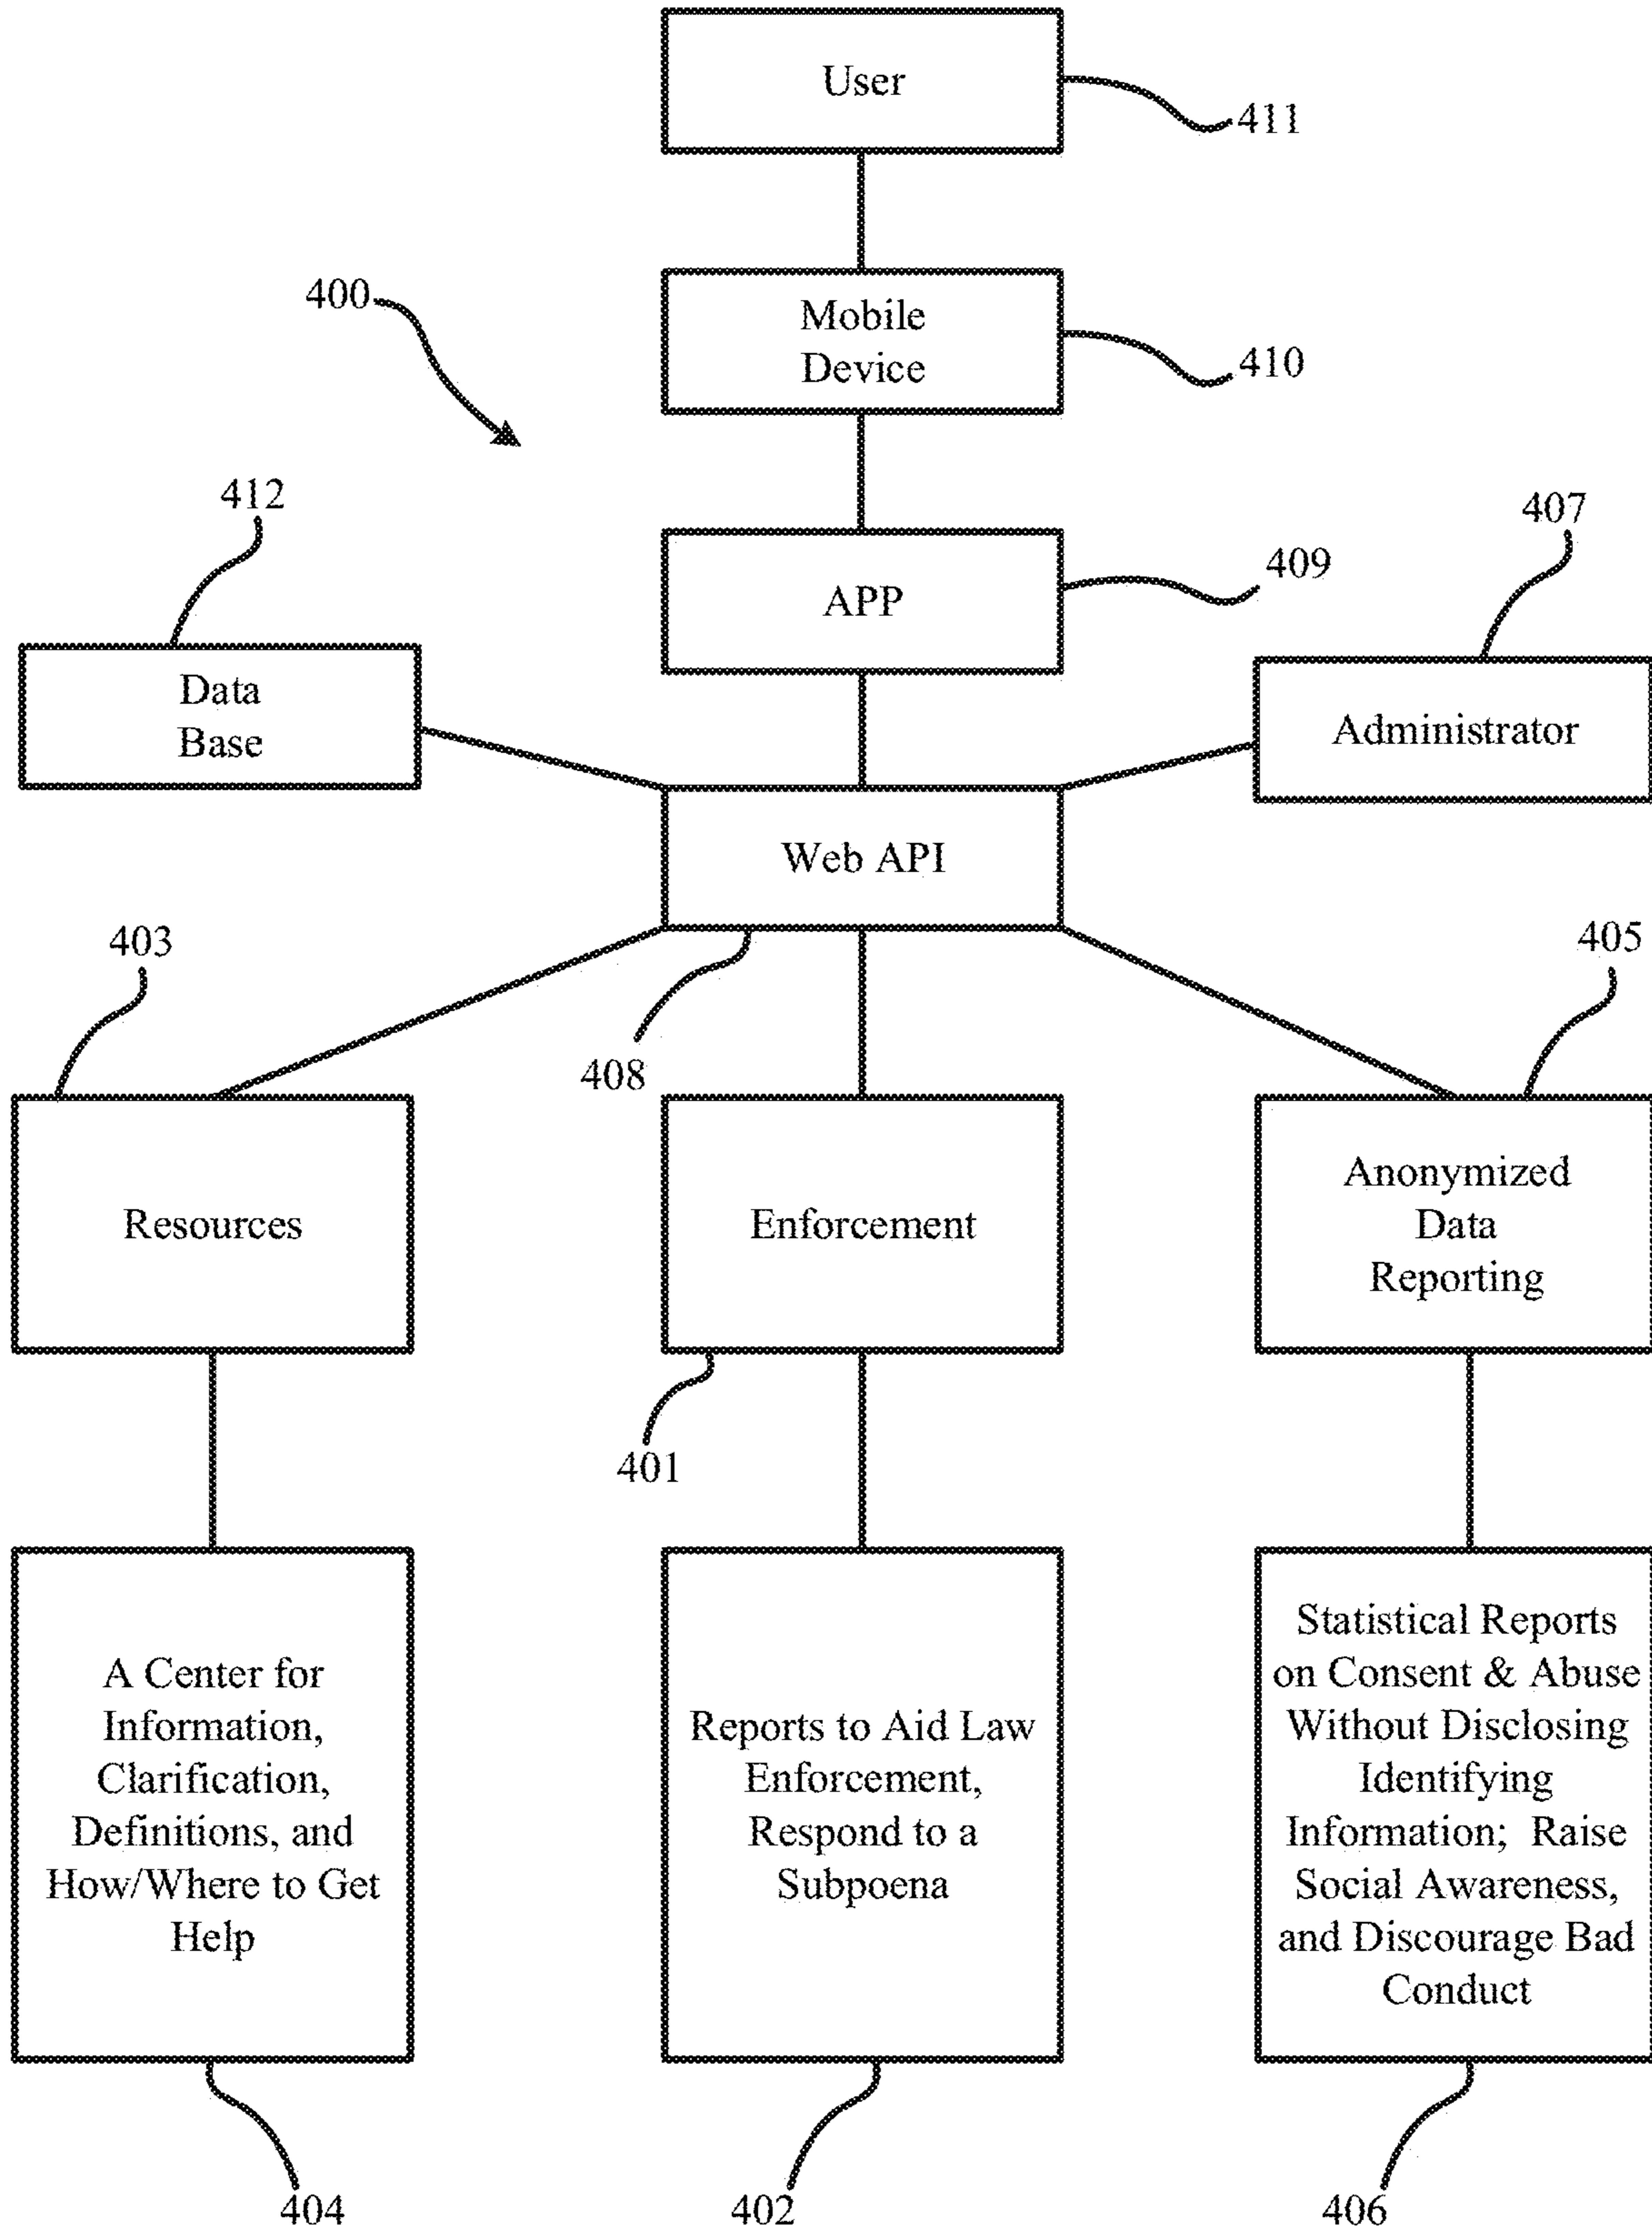 User
411
400
Mobile
Device
410
412
407
APP
409
Data
Base
Administrator
Web API
403
408
405
Resources
Enforcement
Anonymized
Data
Reporting
401
A Center for
Information,
Clarification,
Definitions, and
How/Where to Get
Help
Reports to Aid Law
Enforcement,
Respond to a
Subpoena
Statistical Reports
on Consent & Abuse
Without Disclosing
Identifying
Information; Raise
Social Awareness,
and Discourage Bad
Conduct
404
402
406